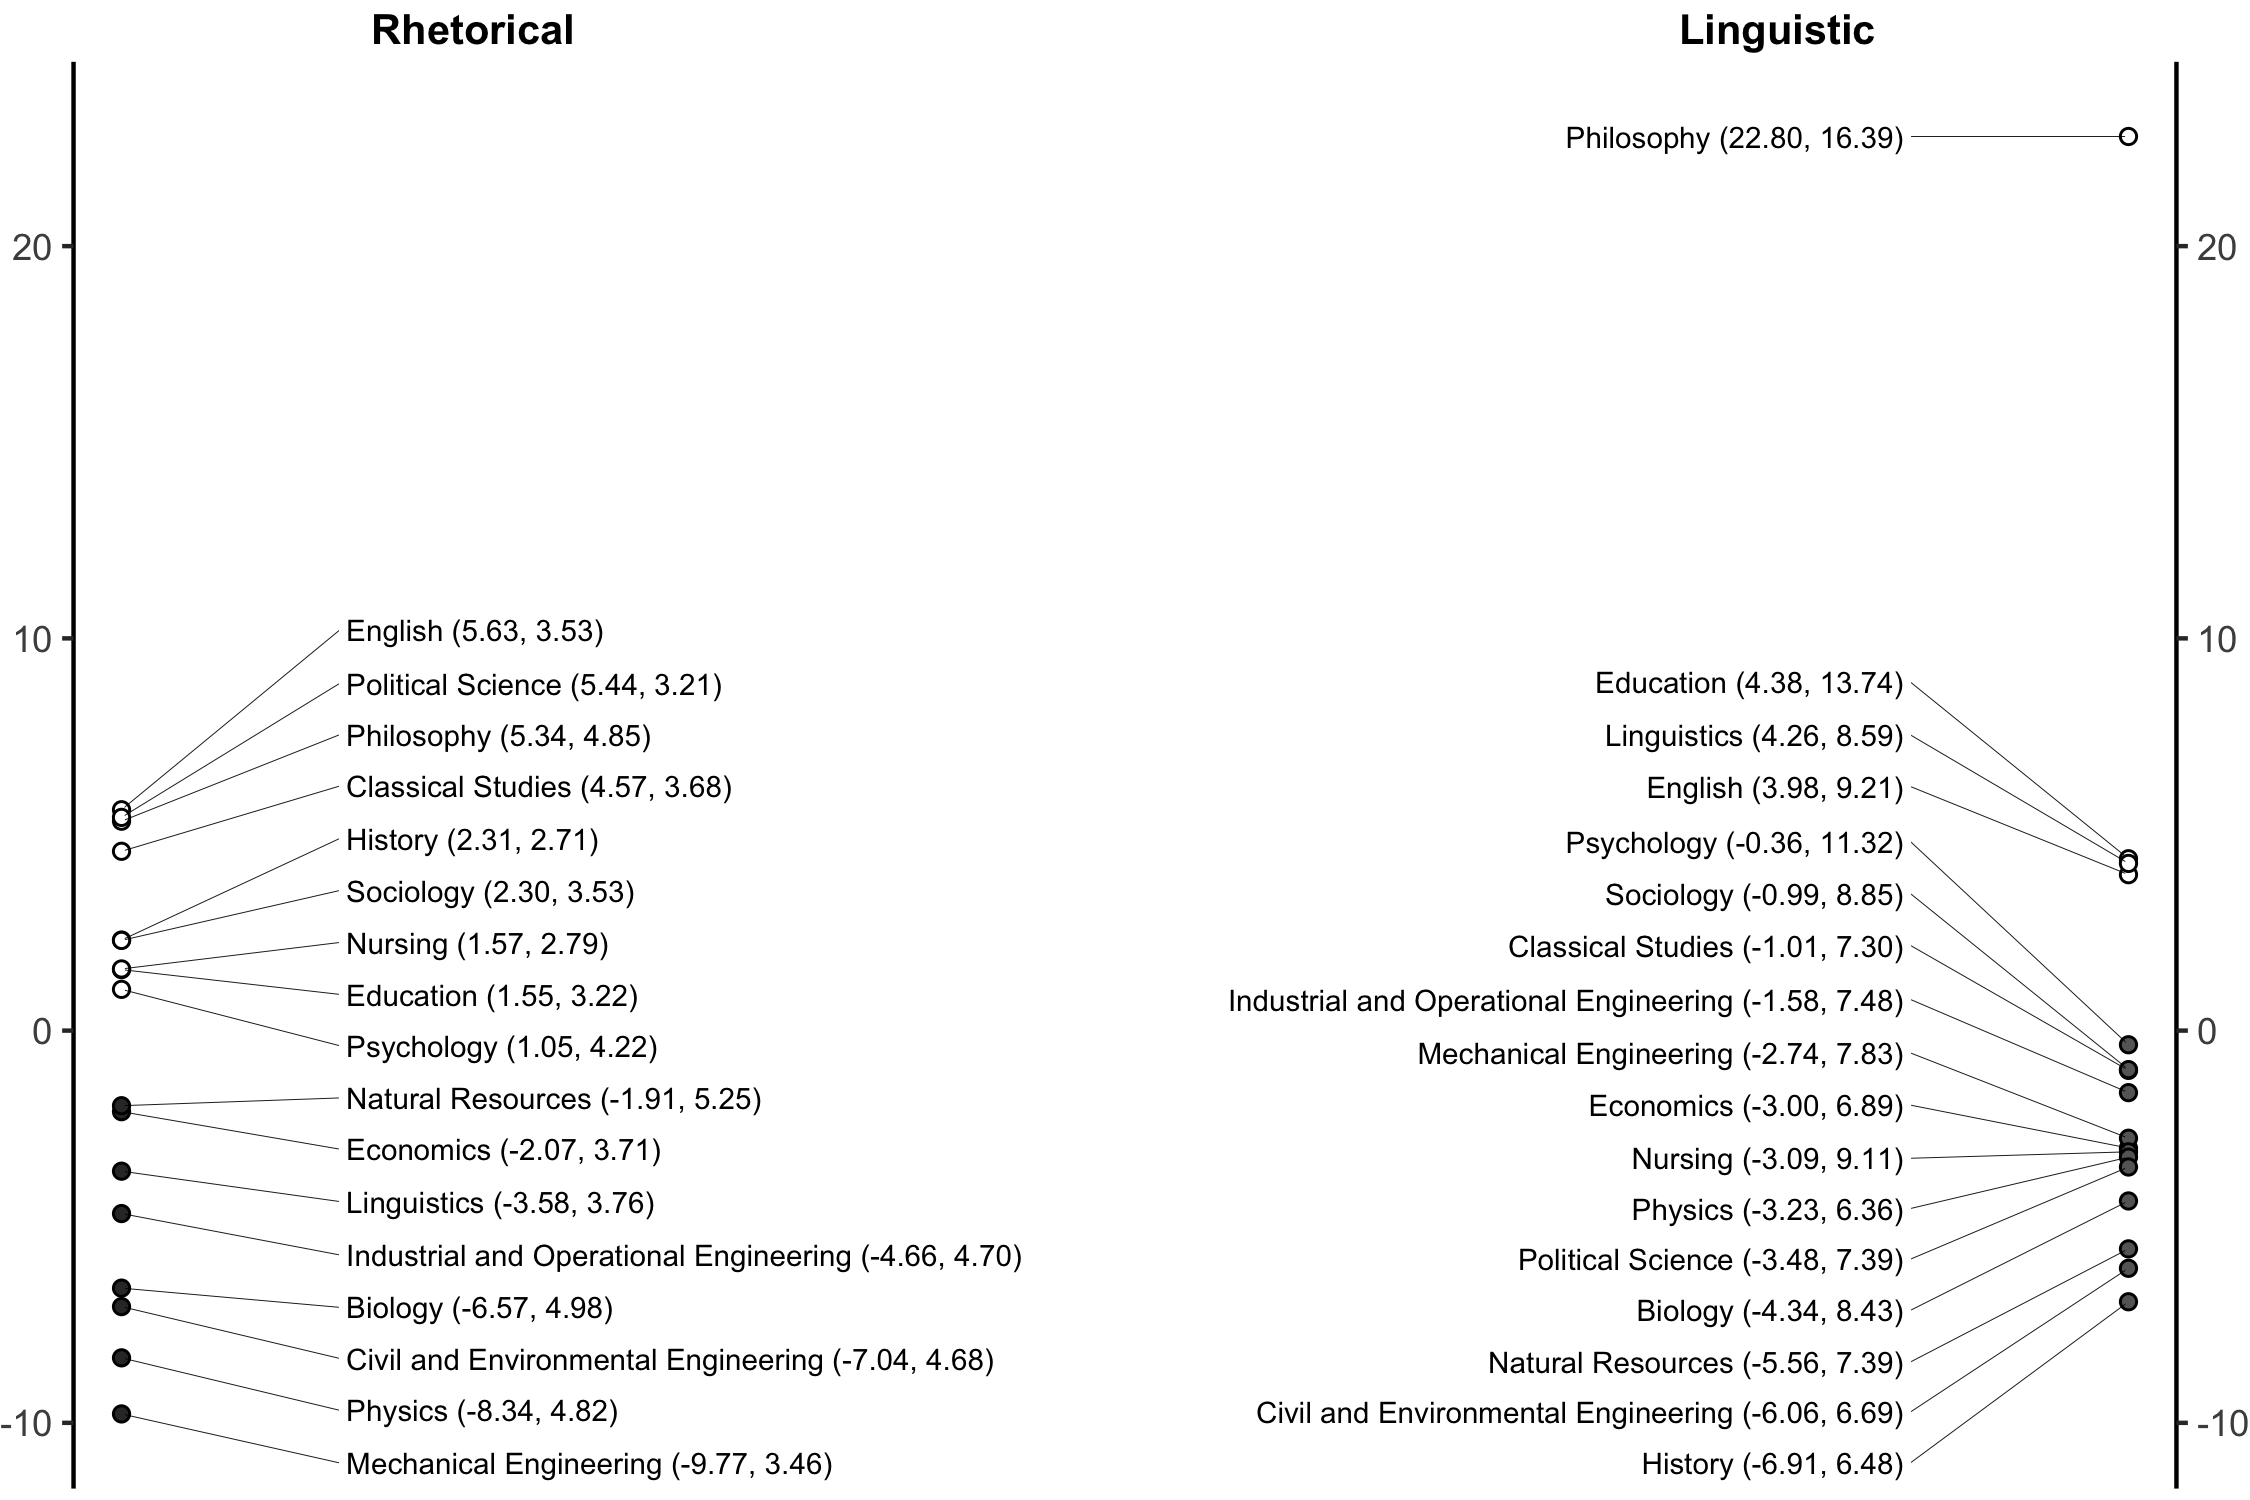 Rhetorical
Linguistic
20
10
0
-10
English (5.63, 3.53)
Political Science (5.44, 3.21)
Philosophy (5.34, 4.85)
Classical Studies (4.57, 3.68)
History (2.31, 2.71)
Sociology (2.30, 3.53)
Nursing (1.57, 2.79)
Education (1.55, 3.22)
Psychology (1.05, 4.22)
Natural Resources (-1.91, 5.25)
Economics (-2.07, 3.71)
Linguistics (-3.58, 3.76)
Industrial and Operational Engineering (-4.66, 4.70)
Biology (-6.57, 4.98)
Civil and Environmental Engineering (-7.04, 4.68)
Physics (-8.34, 4.82)
Mechanical Engineering (-9.77, 3.46)
Philosophy (22.80, 16.39)
Education (4.38, 13.74)
Linguistics (4.26, 8.59)
English (3.98, 9.21)
Psychology (-0.36, 11.32)
Sociology (-0.99, 8.85)
Classical Studies (-1.01, 7.30)
Industrial and Operational Engineering (-1.58, 7.48)
Mechanical Engineering (-2.74, 7.83)
Economics (-3.00, 6.89)
Nursing (-3.09, 9.11)
Physics (-3.23, 6.36)
Political Science (-3.48, 7.39)
Biology (-4.34, 8.43)
Natural Resources (-5.56, 7.39)
Civil and Environmental Engineering (-6.06, 6.69)
History (-6.91, 6.48)
20
10
0
-10